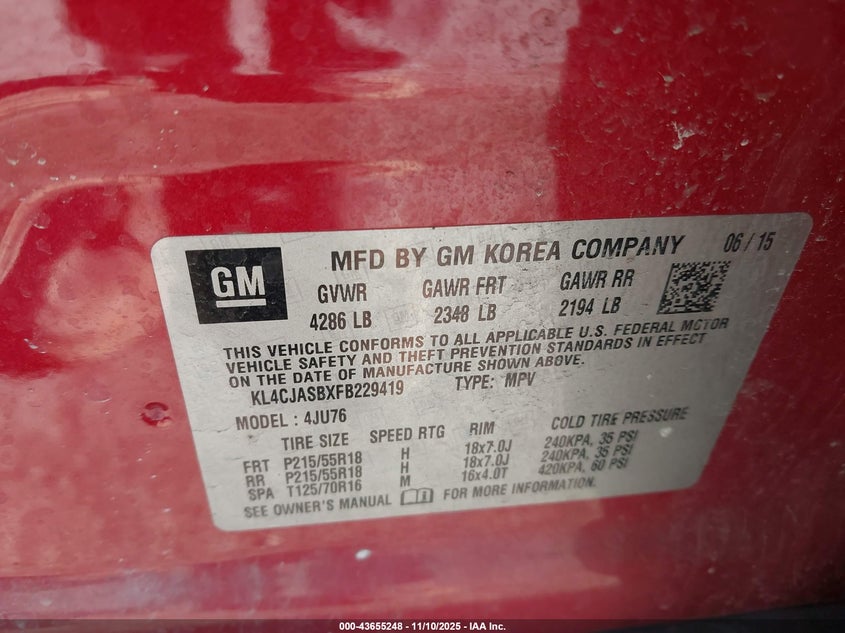 GM
MFD BY GM KOREA COMPANY 06 / 15
GVWR GAWR FRT GAWR RR
4286 LB 2348 LB 2194 LB
THIS VEHICLE CONFORMS TO ALL APPLICABLE U.S. FEDERAL MOTOR
VEHICLE SAFETY AND THEFT PREVENTION STANDARDS IN EFFECT
ON THE DATE OF MANUFACTURE SHOWN ABOVE.
KL4CJASBXFB229419 TYPE: MPV
MODEL : 4JU76
TIRE SIZE SPEED RTG RIM COLD TIRE PRESSURE
FRT P215/55R18 H 18x7.0J 240KPA, 35 PSI
RR P215/55R18 H 18x7.0J 240KPA, 35 PSI
SPA T125/70R16 M 16x4.0T 420KPA, 60 PSI
SEE OWNER'S MANUAL FOR MORE INFORMATION.
000-43655248 - 11/10/2025 - IAA Inc.